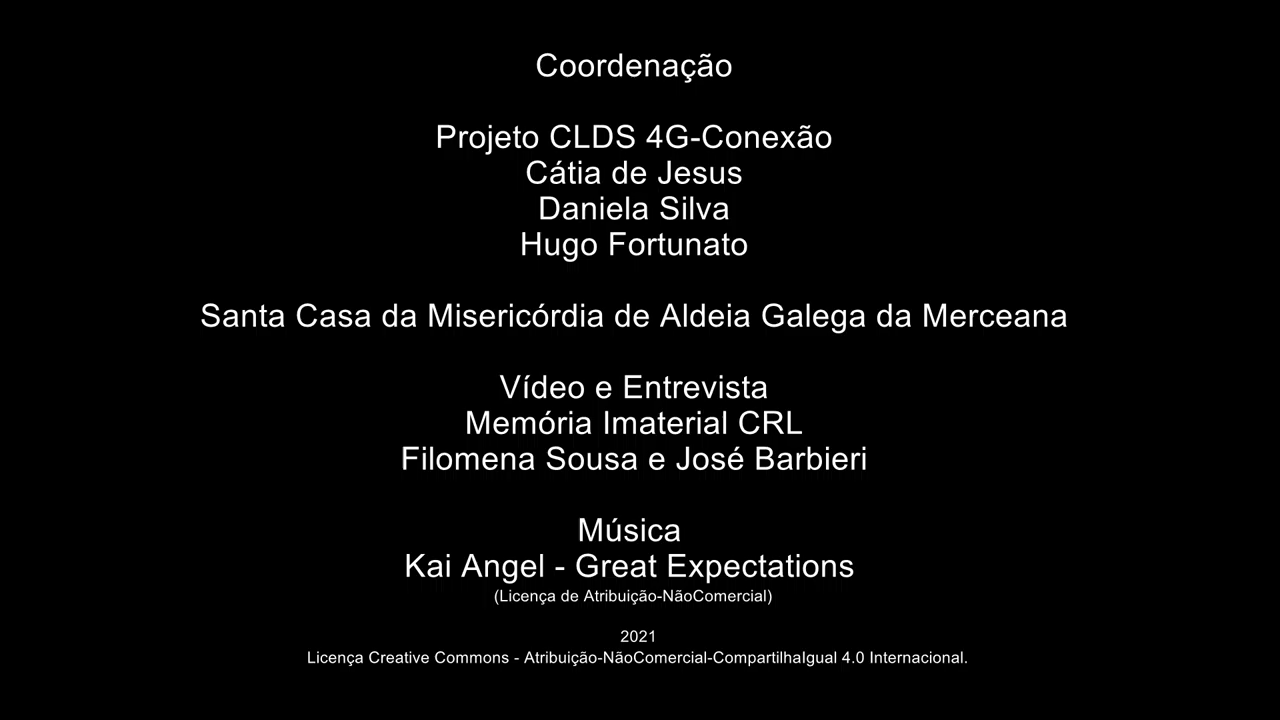 Coordenação
Projeto CLDS 4G-Conexão
Cátia de Jesus
Daniela Silva
Hugo Fortunato
Santa Casa da Misericórdia de Aldeia Galega da Merceana
Vídeo e Entrevista
Memória Imaterial CRL
Filomena Sousa e José Barbieri
Música
Kai Angel - Great Expectations
(Licença de Atribuição-NãoComercial)
2021
Licença Creative Commons - Atribuição-NãoComercial-CompartilhaIgual 4.0 Internacional.